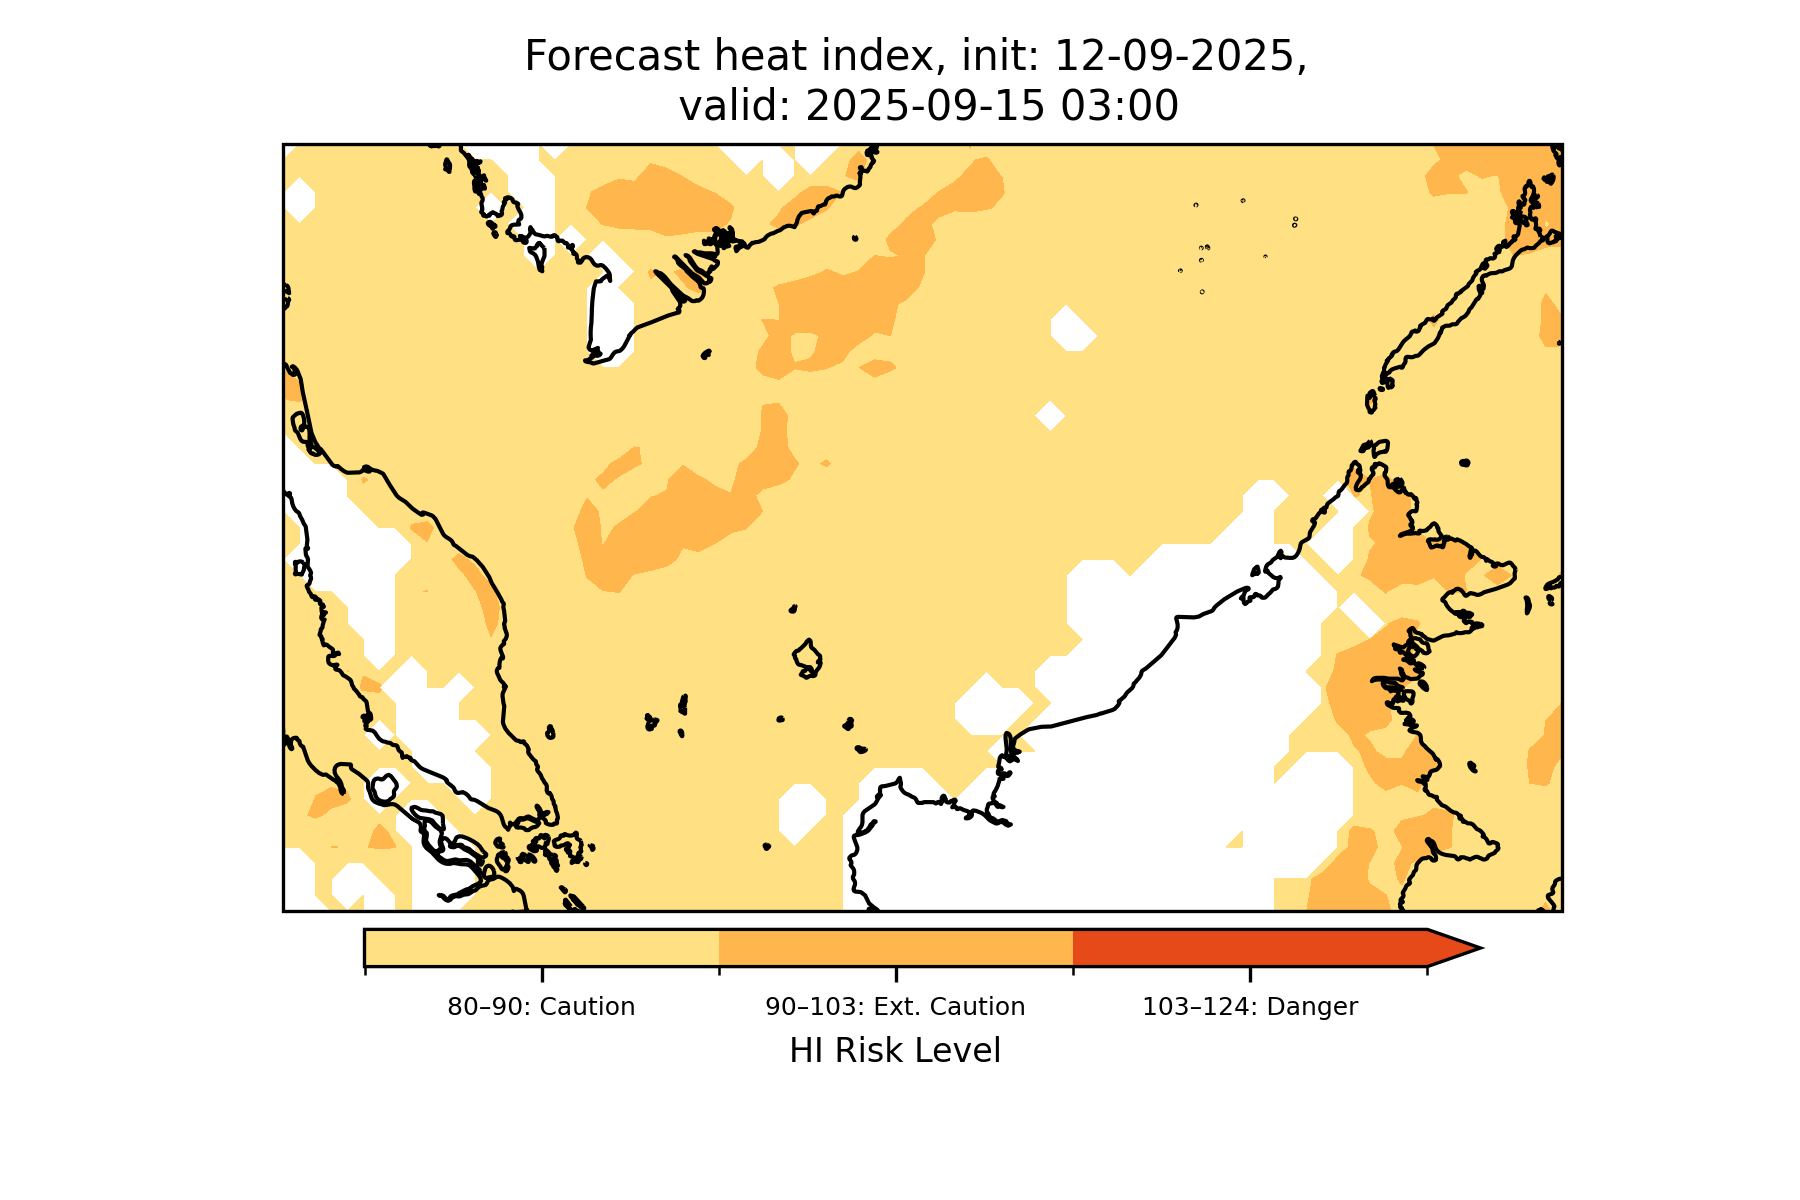 Forecast heat index, init: 12-09-2025,
valid: 2025-09-15 03:00
80–90: Caution
90–103: Ext. Caution
103–124: Danger
HI Risk Level